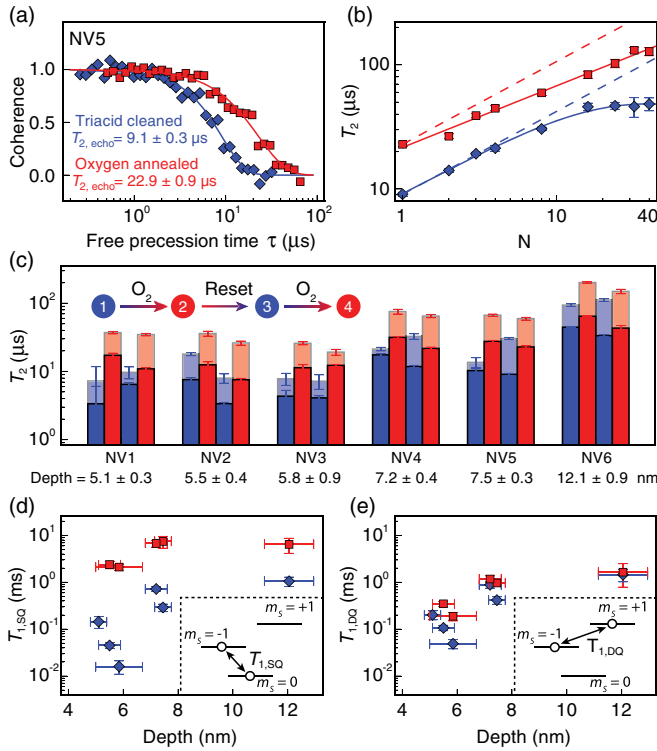 (a)
NV5
Coherence
1.0
0.5
0.0
Triacid cleaned
T2, echo= 9.1 ± 0.3 µs
Oxygen annealed
T2, echo= 22.9 ± 0.9 µs
10⁰ 10¹ 10²
Free precession time τ (µs)
(b)
T2 (µs)
100
10
1 10 40
N
(c)
T2 (µs)
10²
10¹
10⁰
1 O2 2 Reset 3 O2 4
NV1 NV2 NV3 NV4 NV5 NV6
Depth = 5.1 ± 0.3 5.5 ± 0.4 5.8 ± 0.9 7.2 ± 0.4 7.5 ± 0.3 12.1 ± 0.9 nm
(d)
T1,SQ (ms)
10¹
10⁰
10⁻¹
10⁻²
mS = +1
mS = -1
T1,SQ
mS = 0
4 6 8 10 12
Depth (nm)
(e)
T1,DQ (ms)
10¹
10⁰
10⁻¹
10⁻²
mS = +1
mS = -1
T1,DQ
mS = 0
4 6 8 10 12
Depth (nm)